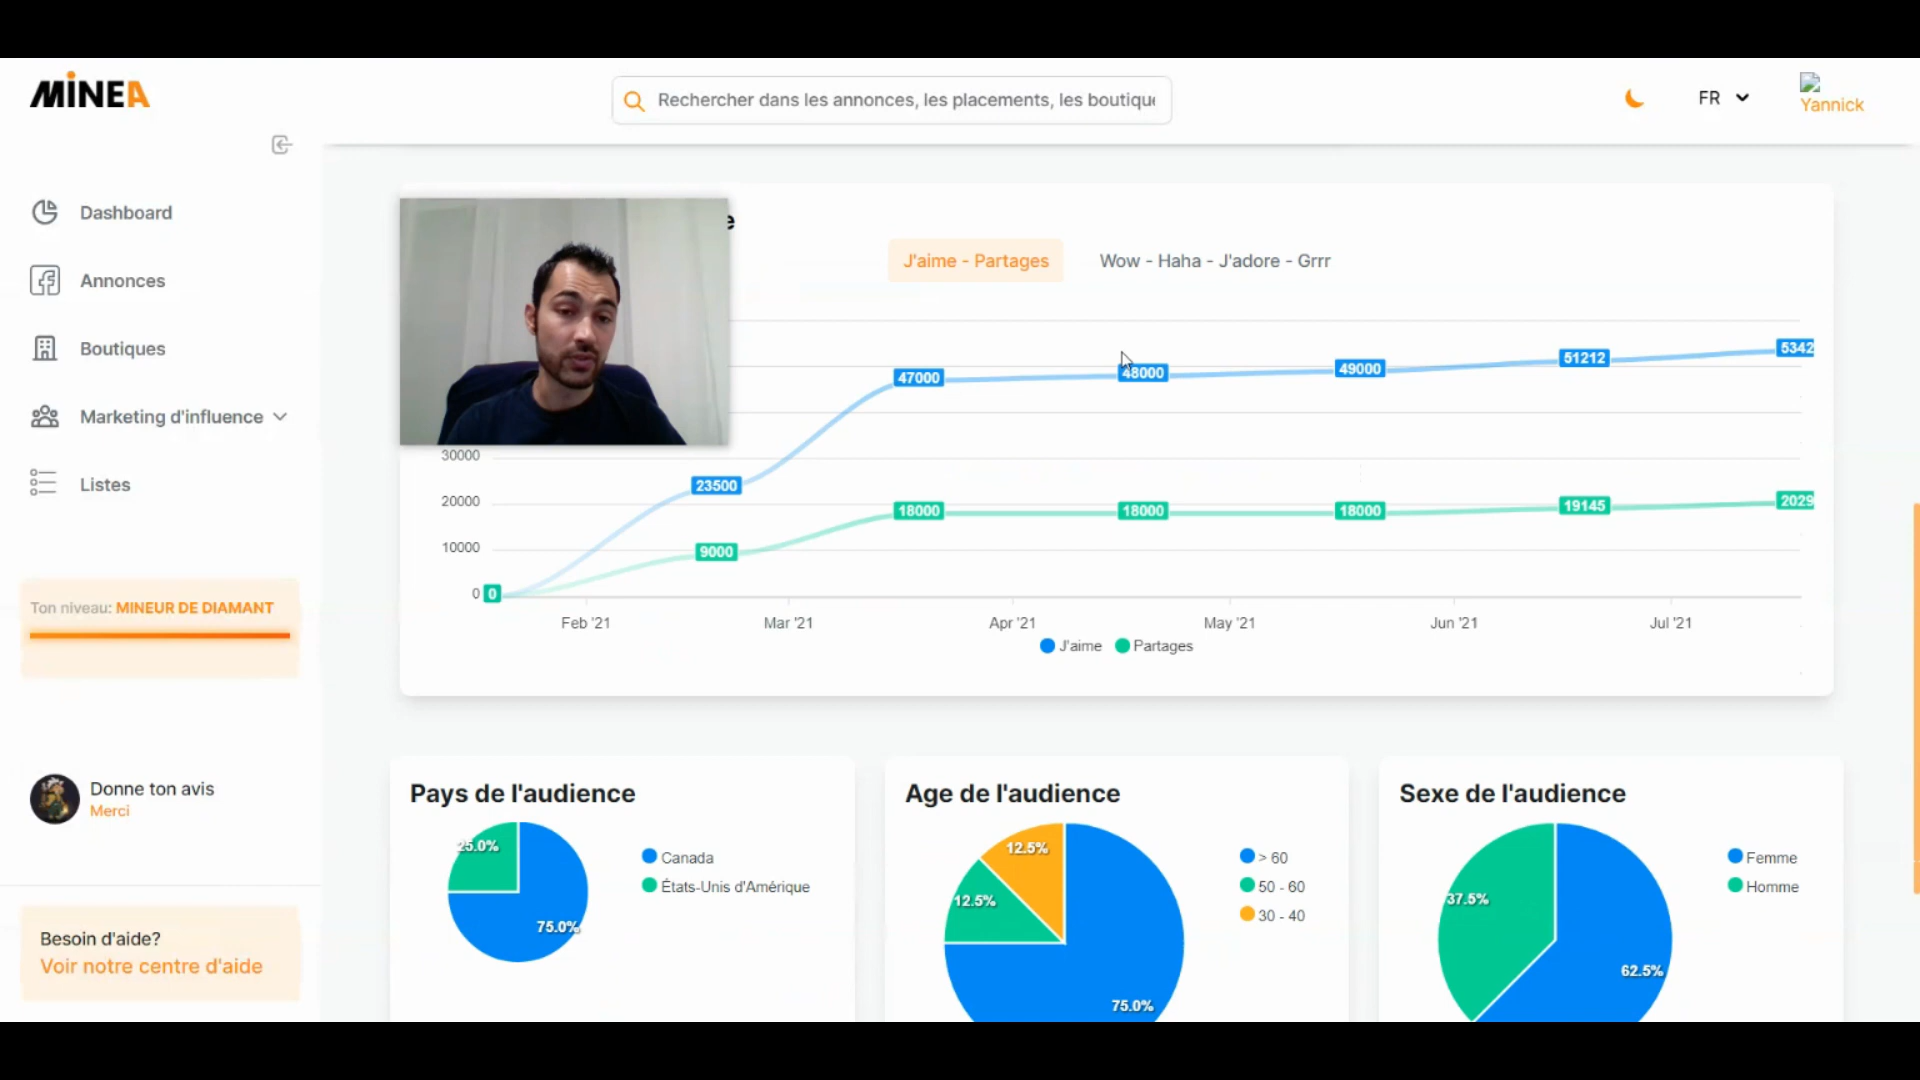 MINEA
Rechercher dans les annonces, les placements, les boutique
FR
Yannick
Dashboard
Annonces
Boutiques
Marketing d'influence
Listes
Ton niveau: MINEUR DE DIAMANT
Donne ton avis
Merci
Besoin d'aide?
Voir notre centre d'aide
e
J'aime - Partages
Wow - Haha - J'adore - Grrr
47000
48000
49000
51212
5342
30000
23500
20000
18000
18000
18000
19145
2029
10000
9000
0
0
Feb '21
Mar '21
Apr '21
May '21
Jun '21
Jul '21
J'aime
Partages
Pays de l'audience
25.0%
75.0%
Canada
États-Unis d'Amérique
Age de l'audience
12.5%
12.5%
75.0%
> 60
50 - 60
30 - 40
Sexe de l'audience
37.5%
62.5%
Femme
Homme